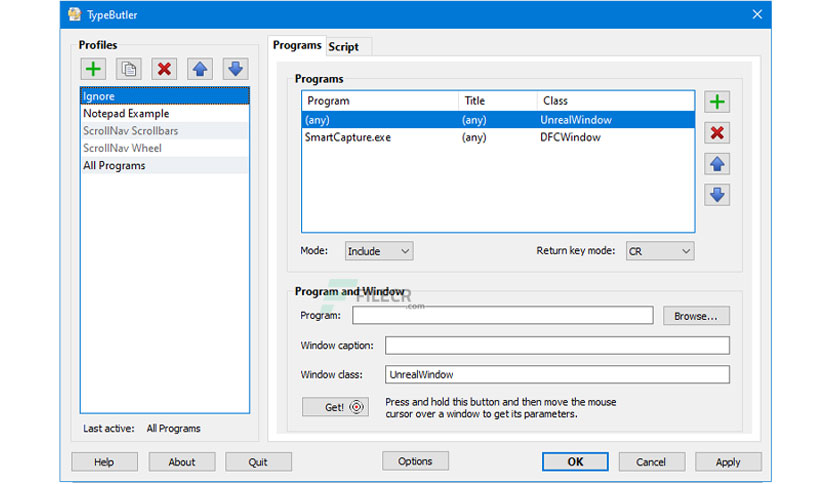 TypeButler
Profiles
Ignore
Notepad Example
ScrollNav Scrollbars
ScrollNav Wheel
All Programs
Last active: All Programs
Programs Script
Programs
Program Title Class
(any) (any) UnrealWindow
SmartCapture.exe (any) DFCWindow
Mode: Include Return key mode: CR
Program and Window
FILECR
.com
Program: Browse...
Window caption:
Window class: UnrealWindow
Get! Press and hold this button and then move the mouse
cursor over a window to get its parameters.
Help About Quit Options OK Cancel Apply